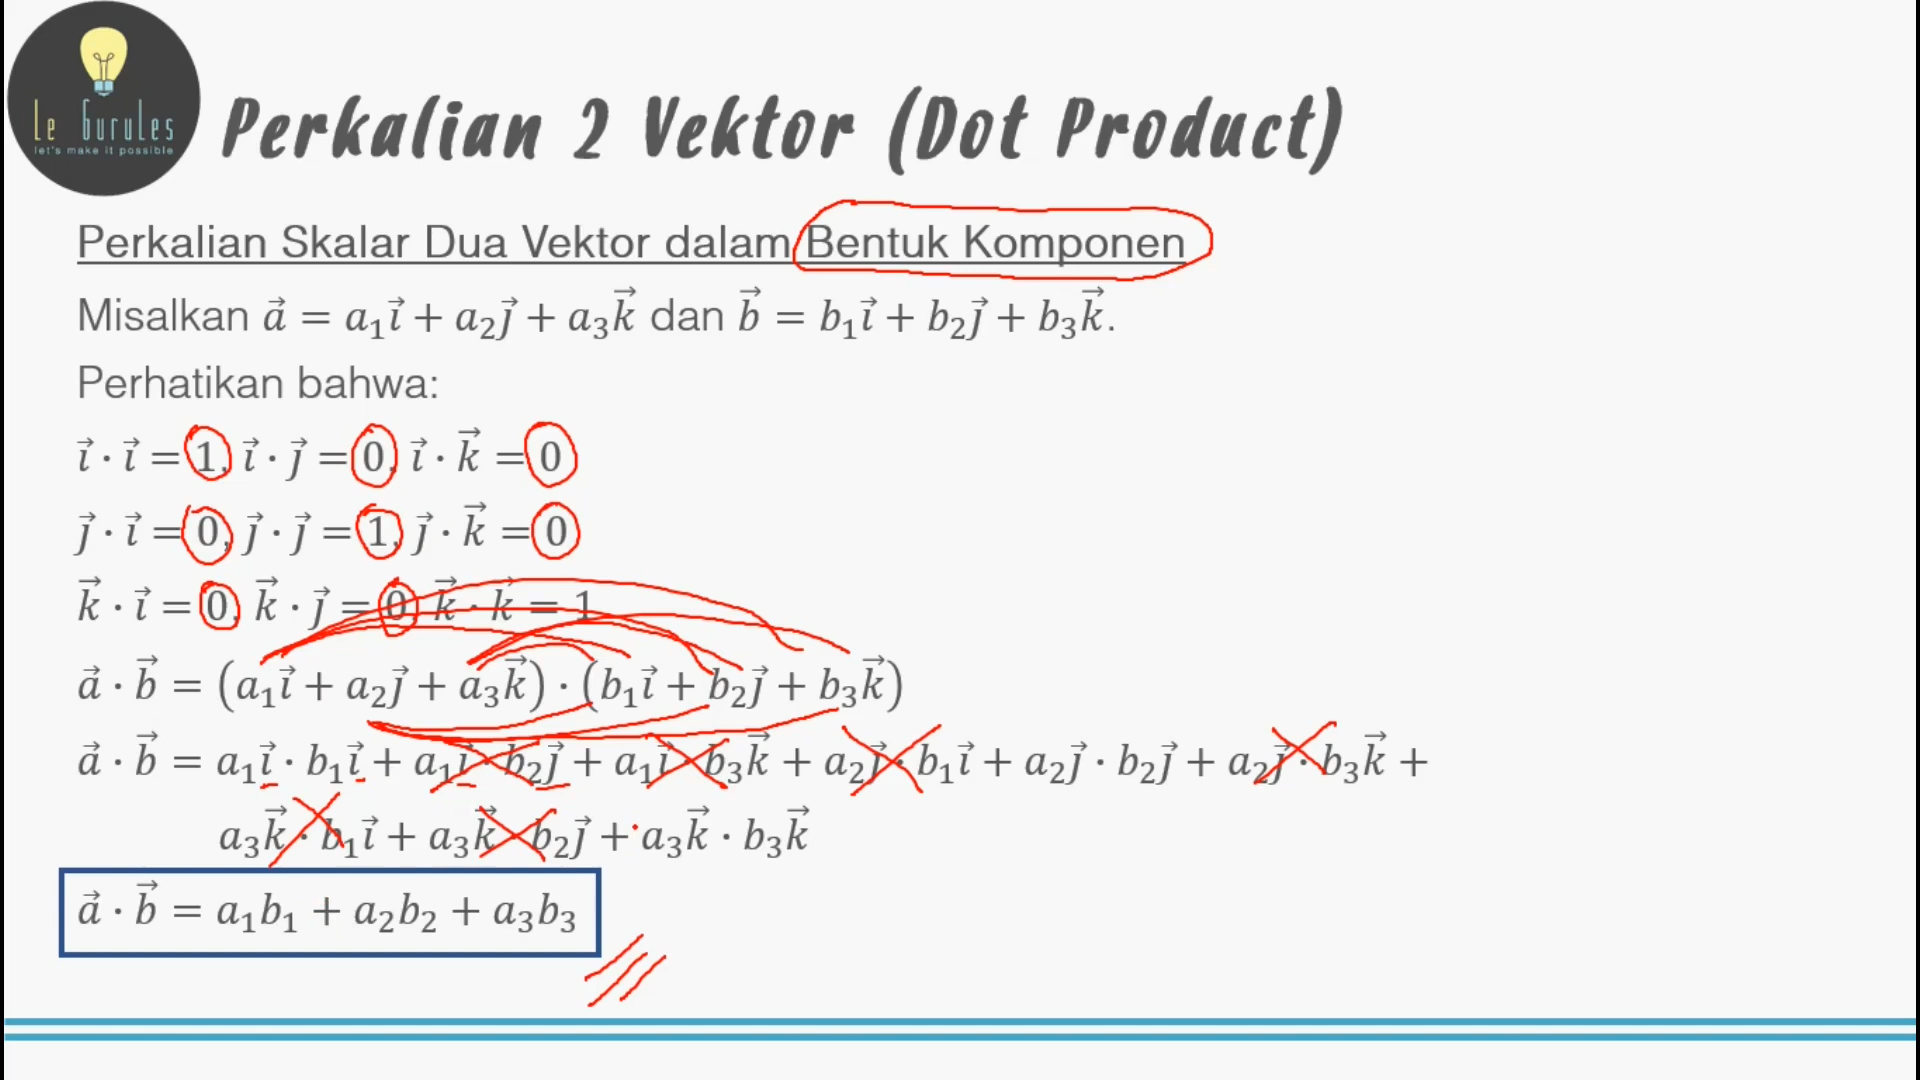 Le GuruLes
let's make it possible
Perkalian 2 Vektor (Dot Product)
Perkalian Skalar Dua Vektor dalam Bentuk Komponen
Misalkan a⃗ = a₁i⃗ + a₂j⃗ + a₃k⃗ dan b⃗ = b₁i⃗ + b₂j⃗ + b₃k⃗.
Perhatikan bahwa:
i⃗ · i⃗ = 1, i⃗ · j⃗ = 0, i⃗ · k⃗ = 0
j⃗ · i⃗ = 0, j⃗ · j⃗ = 1, j⃗ · k⃗ = 0
k⃗ · i⃗ = 0, k⃗ · j⃗ = 0, k⃗ · k⃗ = 1
a⃗ · b⃗ = (a₁i⃗ + a₂j⃗ + a₃k⃗) · (b₁i⃗ + b₂j⃗ + b₃k⃗)
a⃗ · b⃗ = a₁i⃗ · b₁i⃗ + a₁i⃗ · b₂j⃗ + a₁i⃗ · b₃k⃗ + a₂j⃗ · b₁i⃗ + a₂j⃗ · b₂j⃗ + a₂j⃗ · b₃k⃗ +
a₃k⃗ · b₁i⃗ + a₃k⃗ · b₂j⃗ + a₃k⃗ · b₃k⃗
a⃗ · b⃗ = a₁b₁ + a₂b₂ + a₃b₃